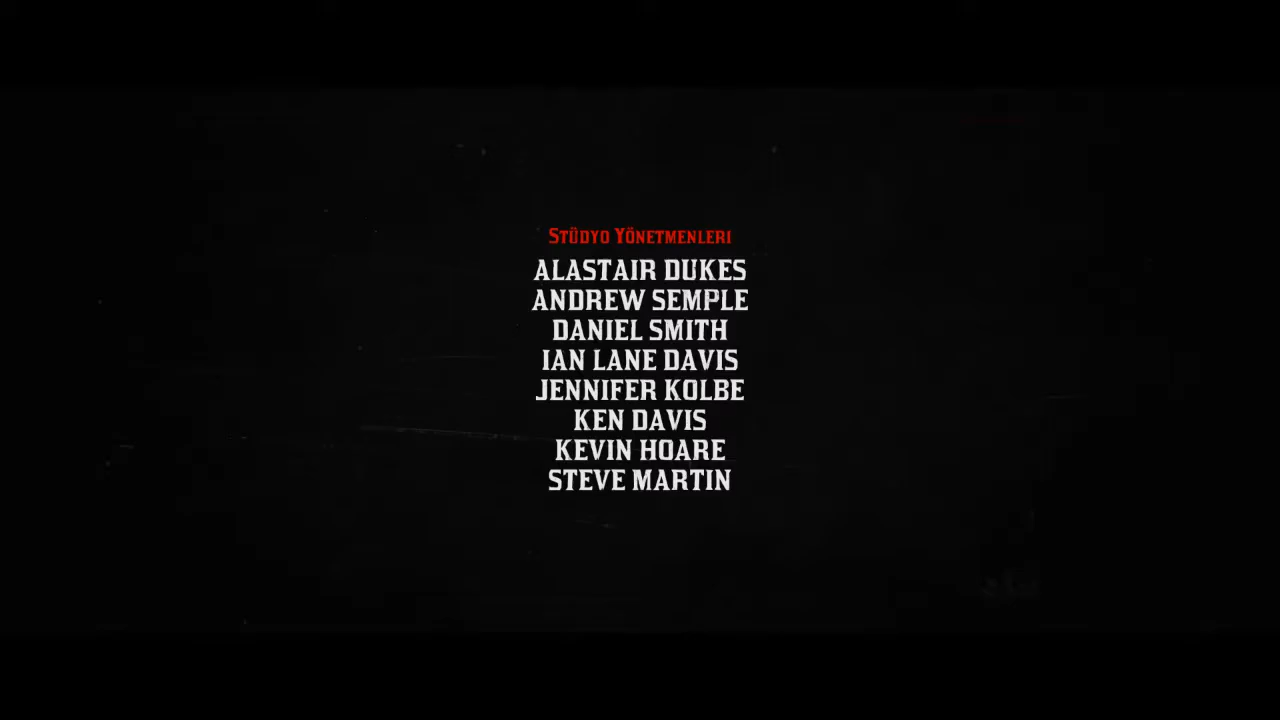 Stüdyo Yönetmenleri
ALASTAIR DUKES
ANDREW SEMPLE
DANIEL SMITH
IAN LANE DAVIS
JENNIFER KOLBE
KEN DAVIS
KEVIN HOARE
STEVE MARTIN